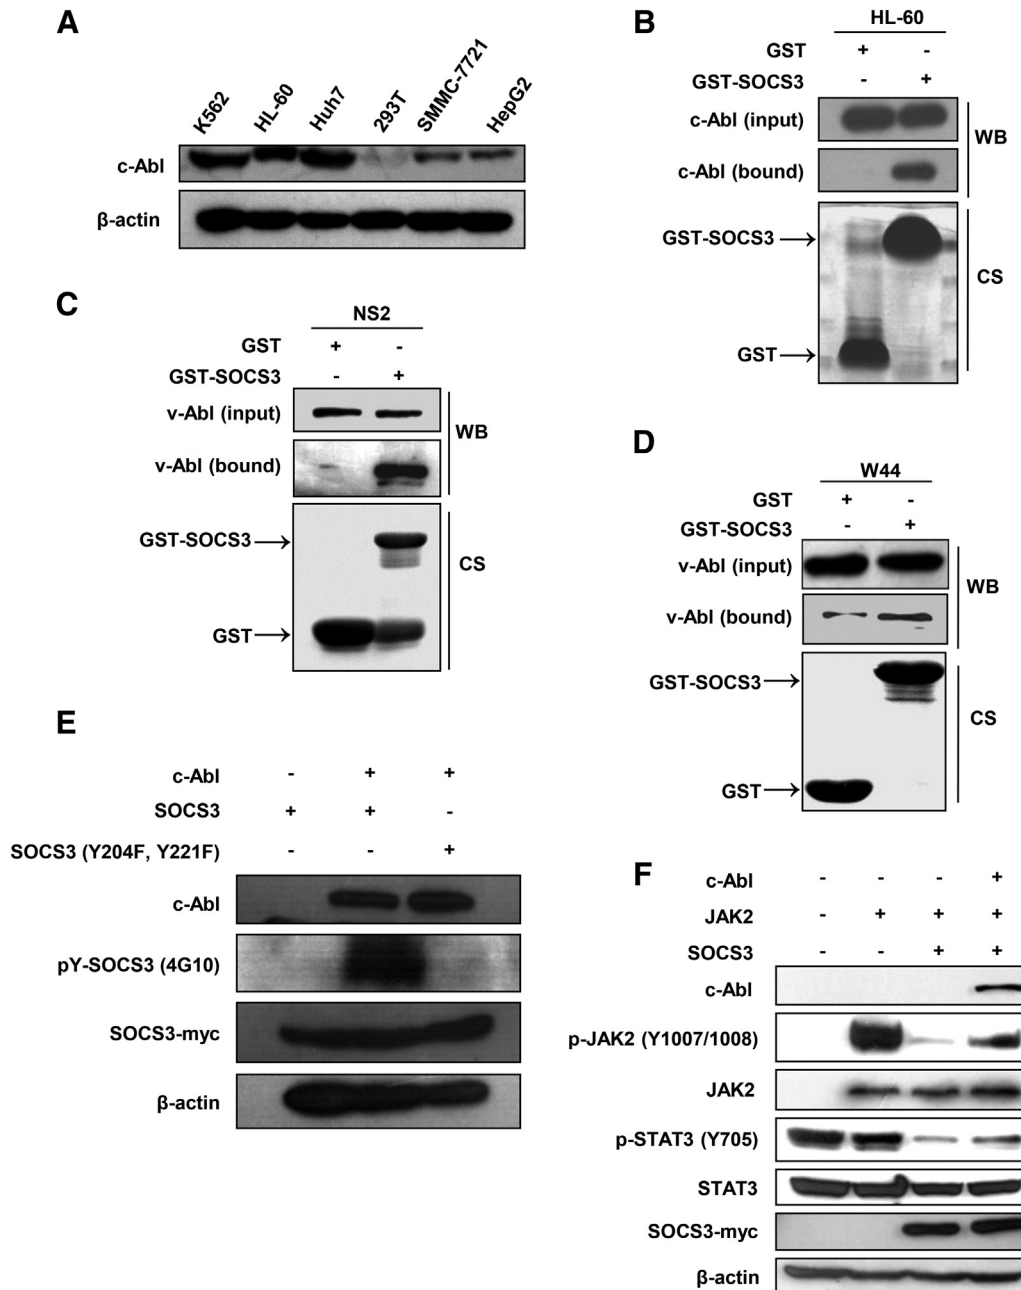 A
K562 HL-60 Huh7 293T SMMC-7721 HepG2
c-Abl
β-actin
B
HL-60
GST + -
GST-SOCS3 - +
c-Abl (input)
c-Abl (bound)
WB
GST-SOCS3
GST
CS
C
NS2
GST + -
GST-SOCS3 - +
v-Abl (input)
v-Abl (bound)
WB
GST-SOCS3
GST
CS
D
W44
GST + -
GST-SOCS3 - +
v-Abl (input)
v-Abl (bound)
WB
GST-SOCS3
GST
CS
E
c-Abl - + +
SOCS3 + + -
SOCS3 (Y204F, Y221F) - - +
c-Abl
pY-SOCS3 (4G10)
SOCS3-myc
β-actin
F
c-Abl - - - +
JAK2 - + + +
SOCS3 - - + +
c-Abl
p-JAK2 (Y1007/1008)
JAK2
p-STAT3 (Y705)
STAT3
SOCS3-myc
β-actin